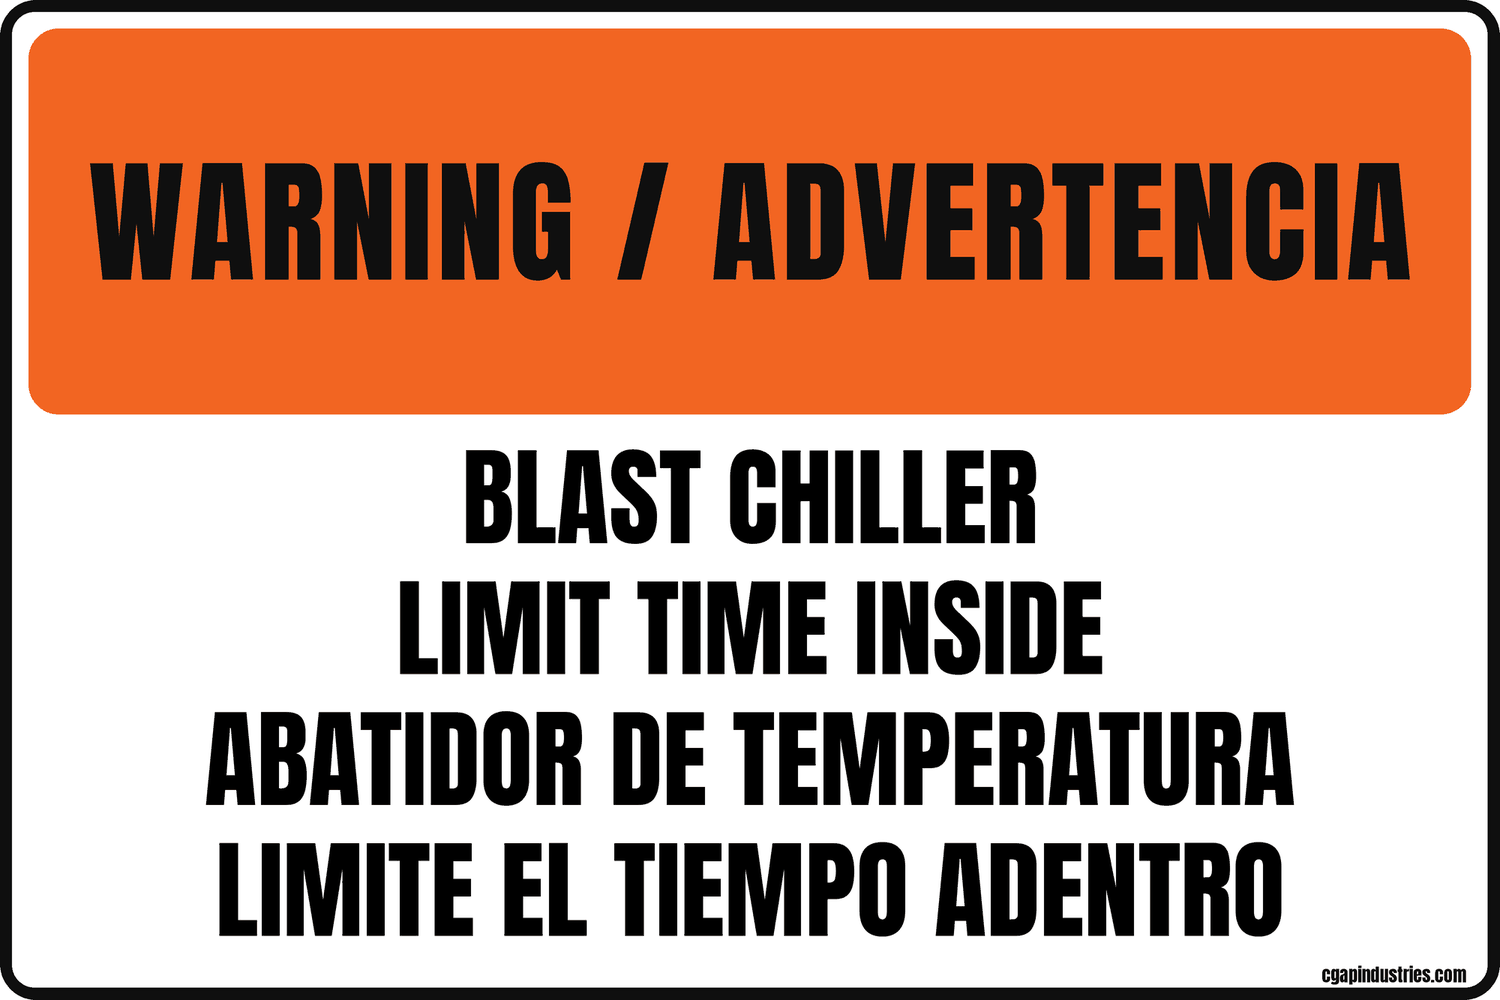 WARNING / ADVERTENCIA
BLAST CHILLER
LIMIT TIME INSIDE
ABATIDOR DE TEMPERATURA
LIMITE EL TIEMPO ADENTRO
cgapindustries.com